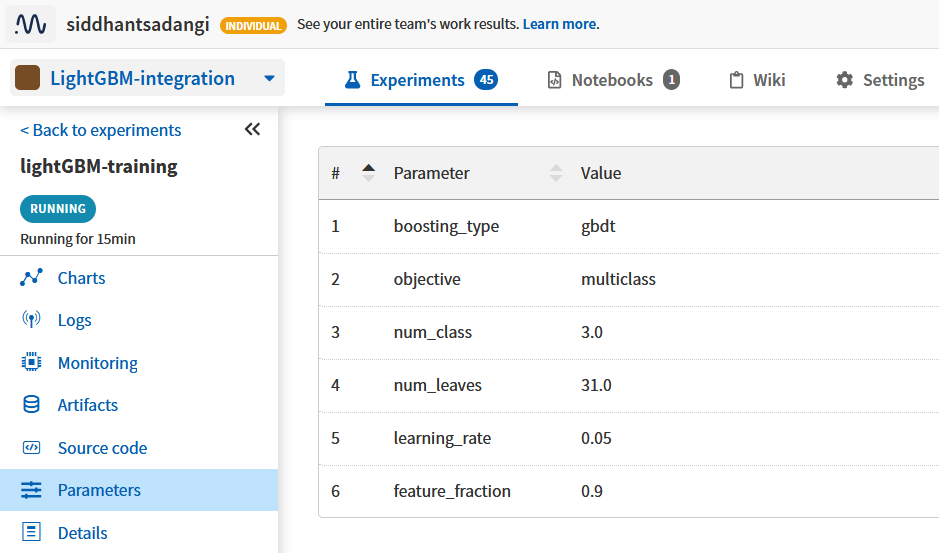 siddhantsadangi INDIVIDUAL See your entire team's work results. Learn more.
LightGBM-integration Experiments 45 Notebooks 1 Wiki Settings
< Back to experiments
lightGBM-training
RUNNING
Running for 15min
Charts
Logs
Monitoring
Artifacts
Source code
Parameters
Details
# Parameter Value
1 boosting_type gbdt
2 objective multiclass
3 num_class 3.0
4 num_leaves 31.0
5 learning_rate 0.05
6 feature_fraction 0.9